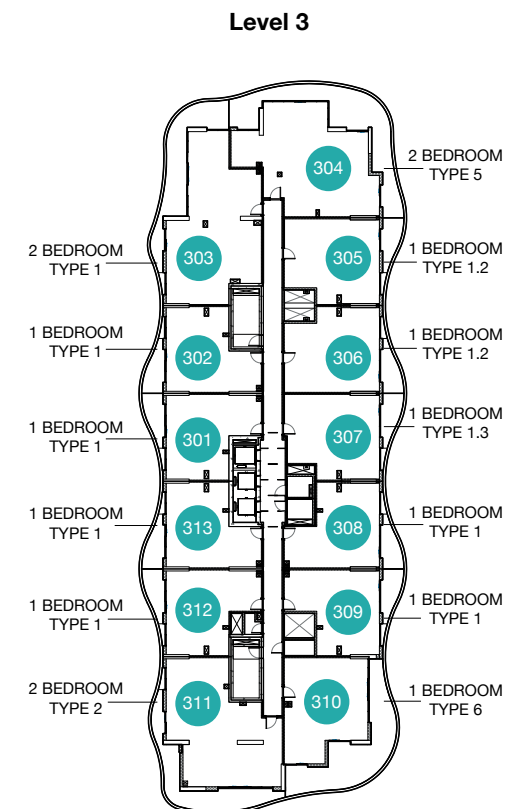 Level 3
304
2 BEDROOM
TYPE 5
303
2 BEDROOM
TYPE 1
305
1 BEDROOM
TYPE 1.2
302
1 BEDROOM
TYPE 1
306
1 BEDROOM
TYPE 1.2
301
1 BEDROOM
TYPE 1
307
1 BEDROOM
TYPE 1.3
313
1 BEDROOM
TYPE 1
308
1 BEDROOM
TYPE 1
312
1 BEDROOM
TYPE 1
309
1 BEDROOM
TYPE 1
311
2 BEDROOM
TYPE 2
310
1 BEDROOM
TYPE 6